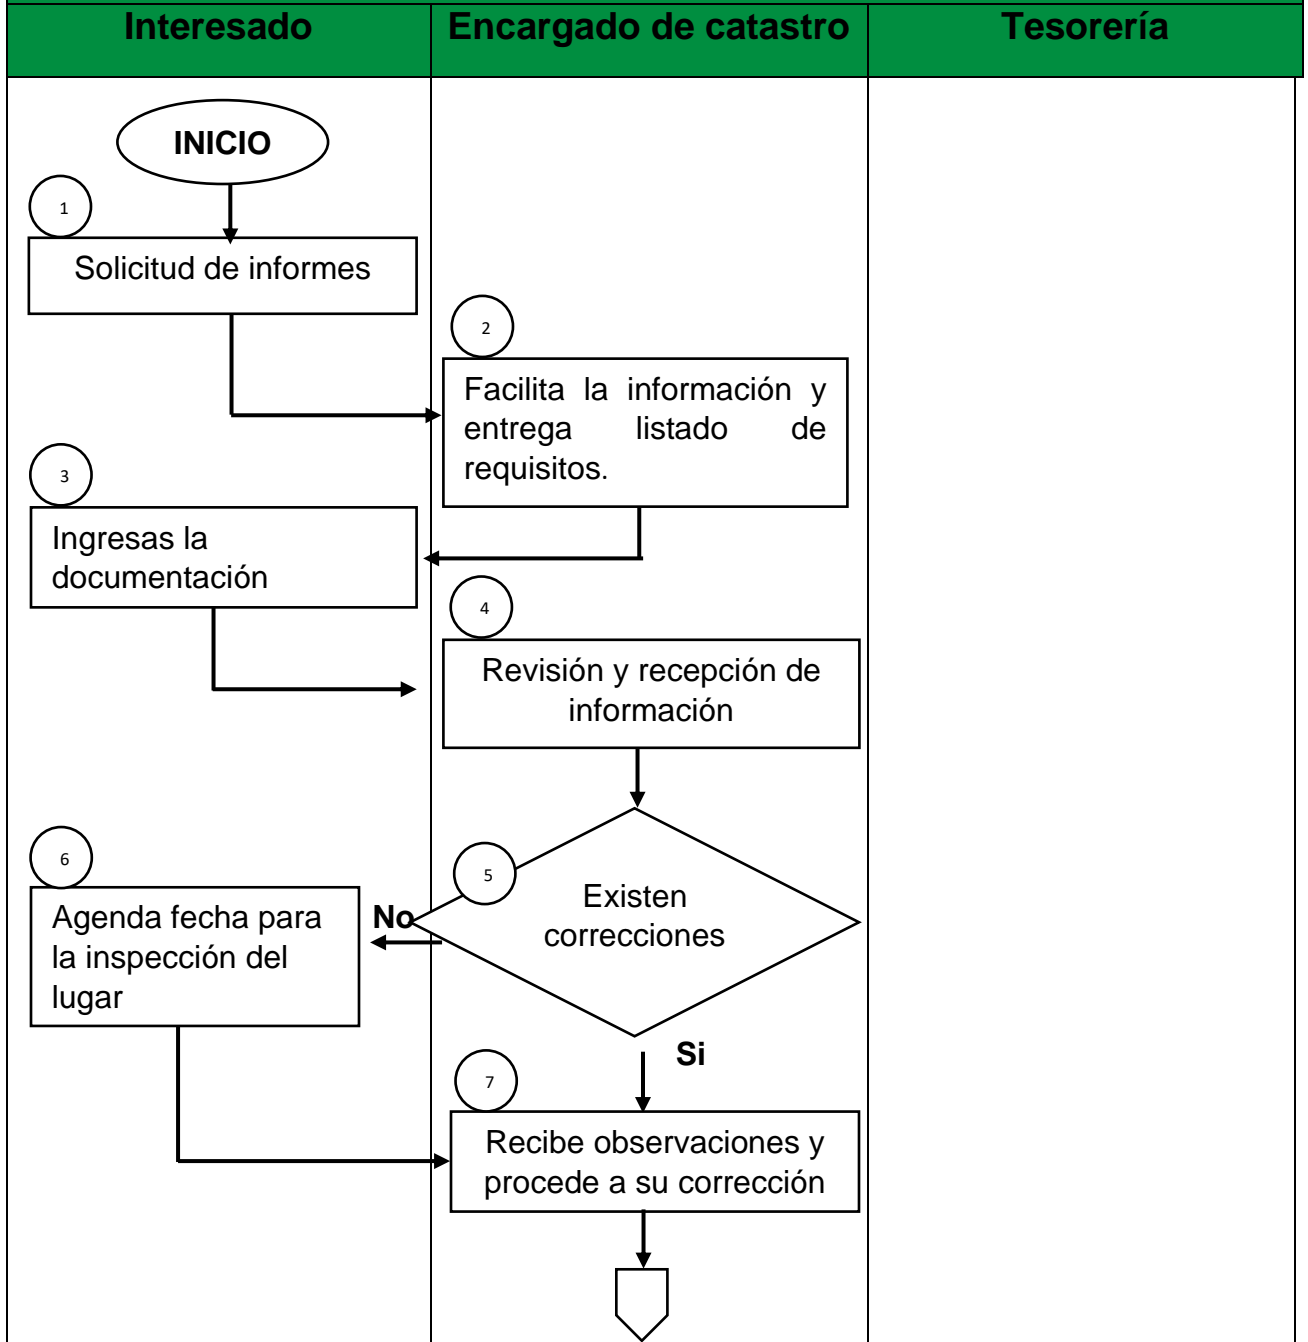 Interesado
Encargado de catastro
Tesorería
INICIO
1
Solicitud de informes
2
Facilita la información y
entrega listado de
requisitos.
3
Ingresas la
documentación
4
Revisión y recepción de
información
5
Existen
correcciones
No
6
Agenda fecha para
la inspección del
lugar
Si
7
Recibe observaciones y
procede a su corrección